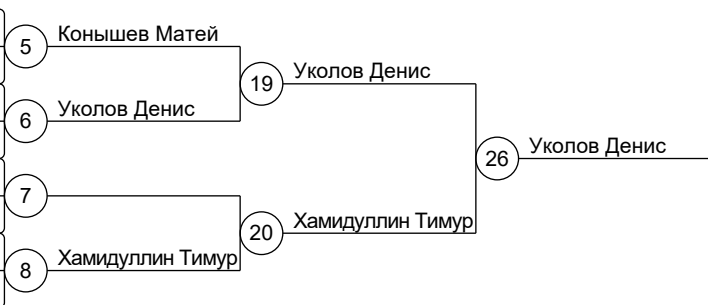 5 Конышев Матей
19 Уколов Денис
6 Уколов Денис
26 Уколов Денис
7
20 Хамидуллин Тимур
8 Хамидуллин Тимур